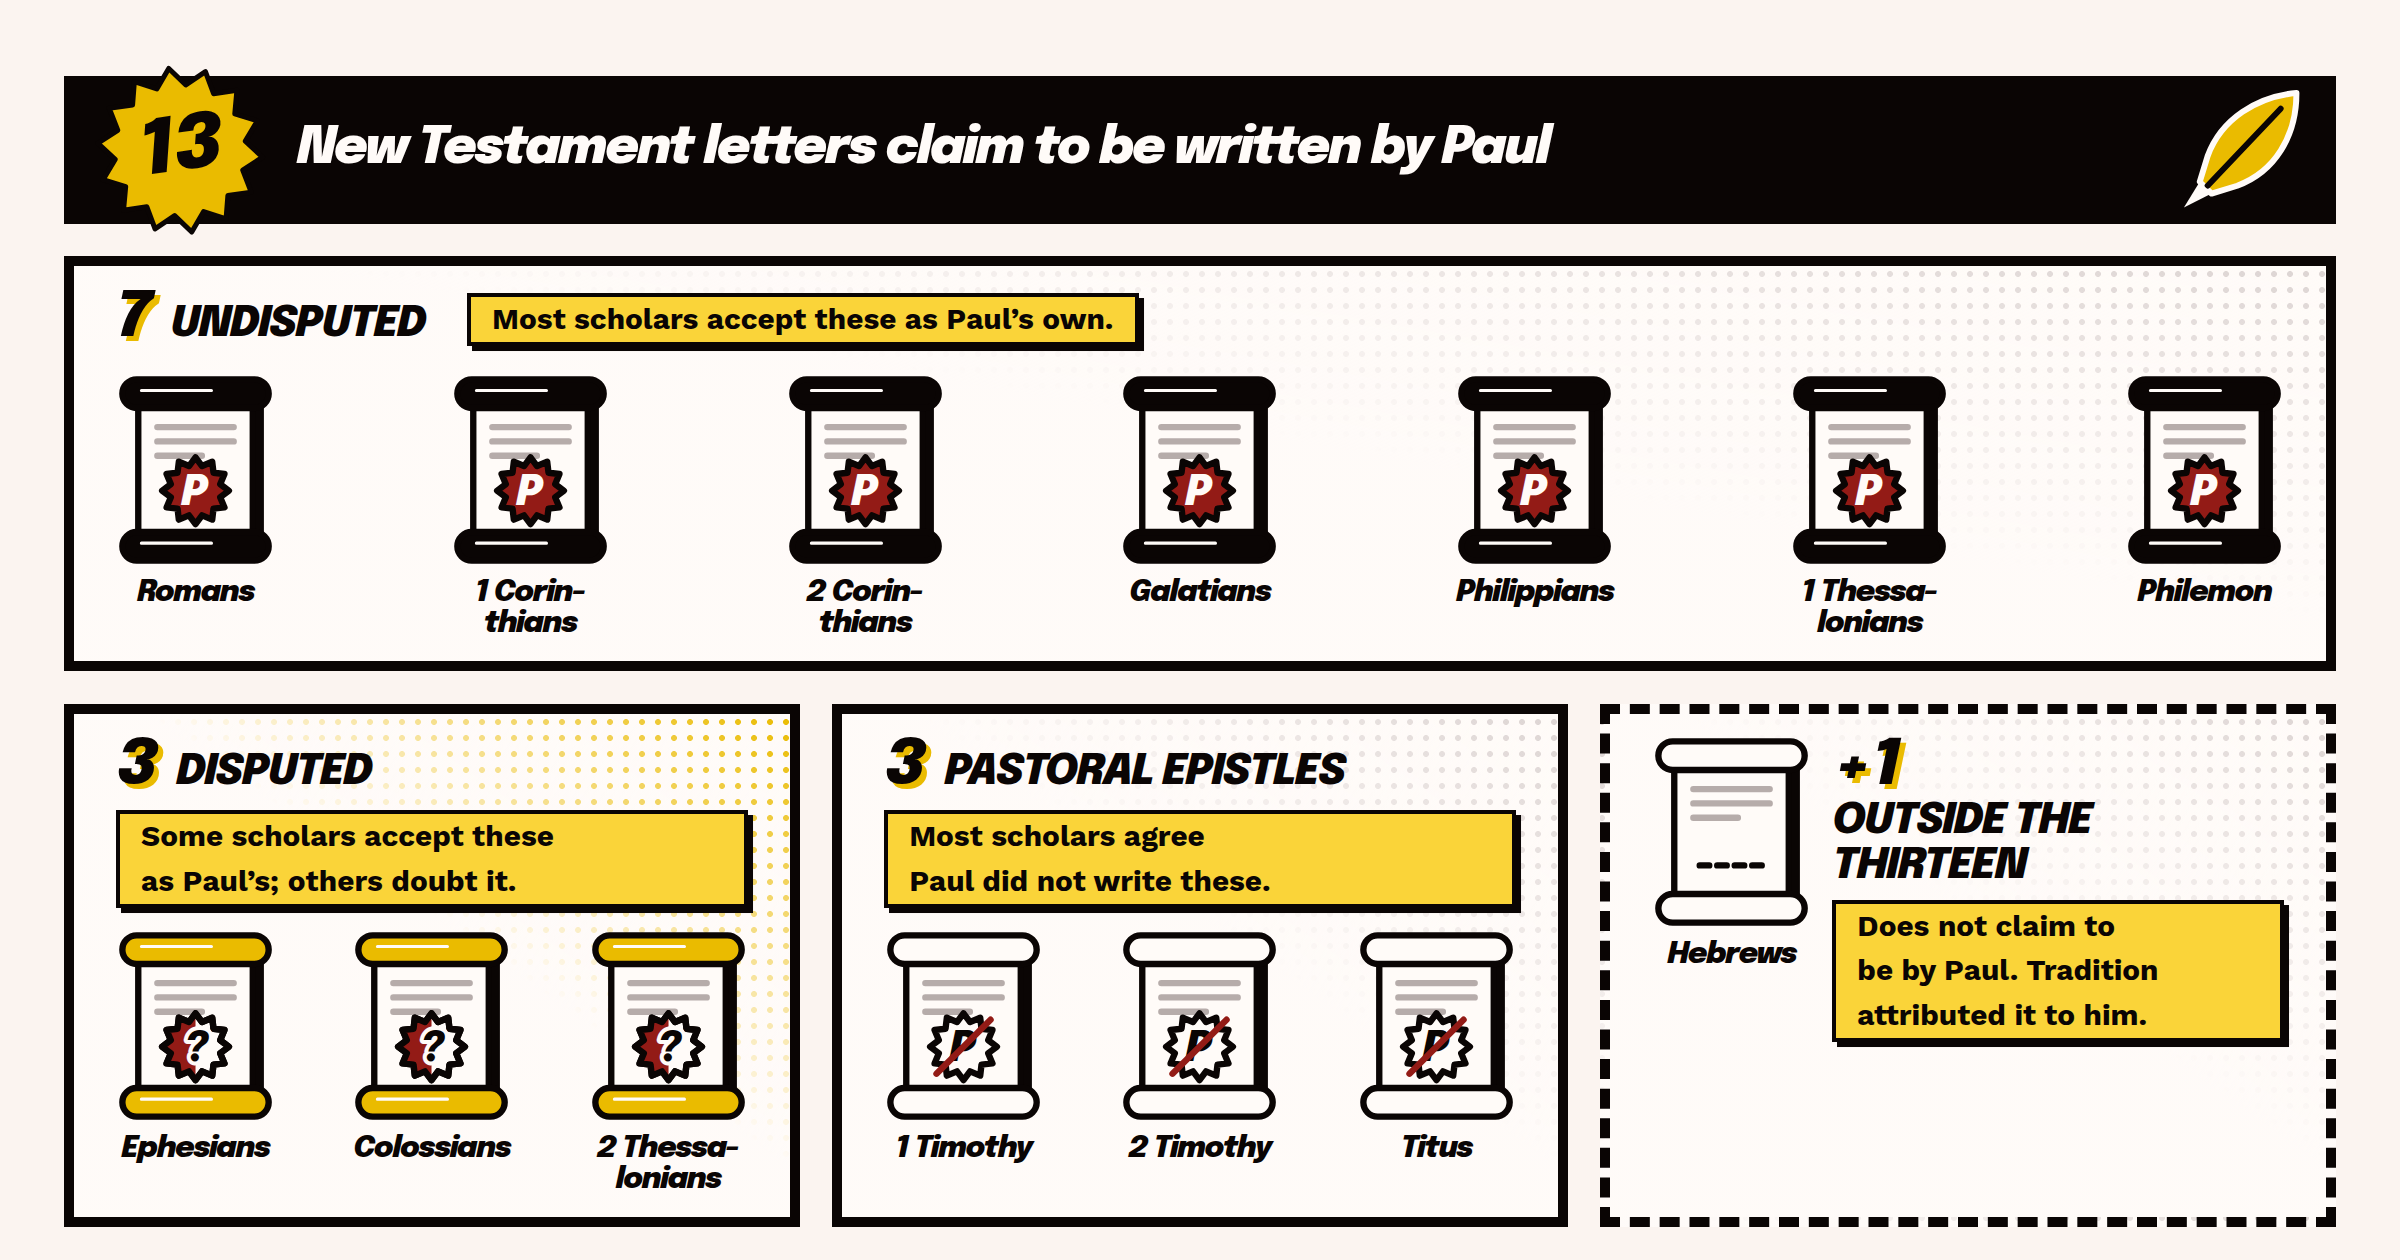 13 New Testament letters claim to be written by Paul
7 UNDISPUTED
Most scholars accept these as Paul’s own.
P P P P P P P
Romans
1 Corin-
thians
2 Corin-
thians
Galatians
Philippians
1 Thessa-
lonians
Philemon
3 DISPUTED
Some scholars accept these
as Paul’s; others doubt it.
? ? ?
Ephesians
Colossians
2 Thessa-
lonians
3 PASTORAL EPISTLES
Most scholars agree
Paul did not write these.
P P P
1 Timothy
2 Timothy
Titus
+1
OUTSIDE THE
THIRTEEN
Does not claim to
be by Paul. Tradition
attributed it to him.
Hebrews